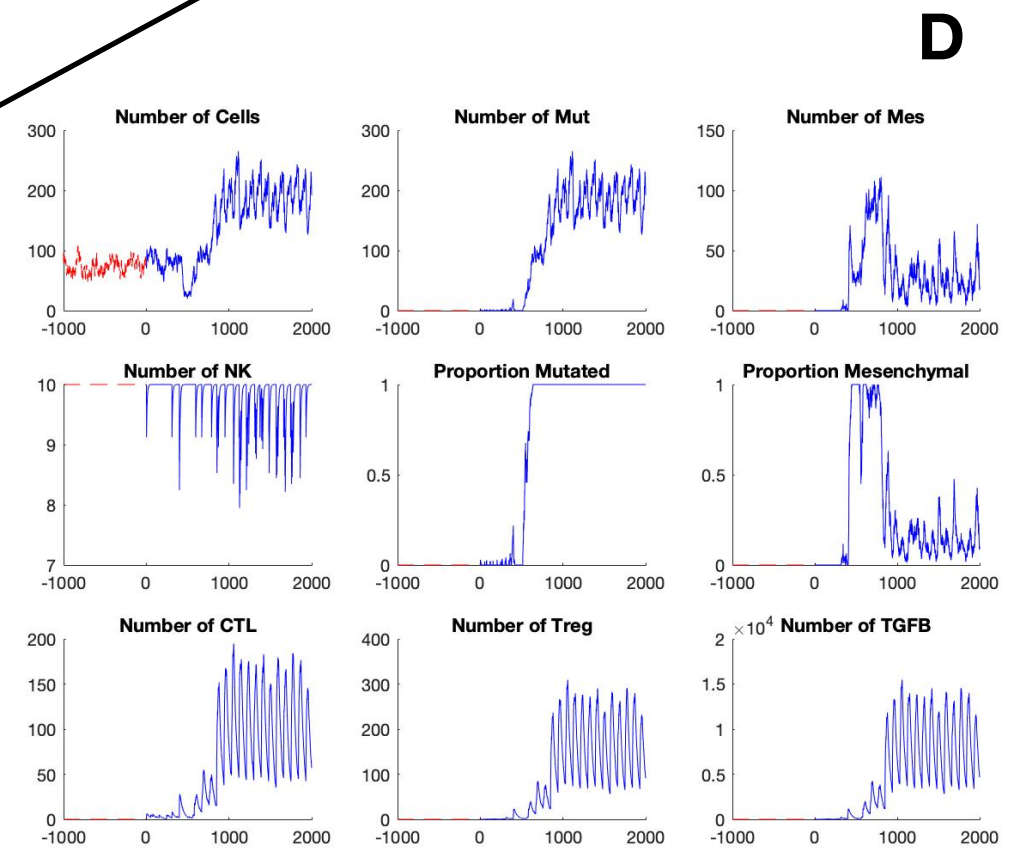 D
Number of Cells Number of Mut Number of Mes
300 300 150
200 200 100
100 100 50
0 0 0
-1000 0 1000 2000 -1000 0 1000 2000 -1000 0 1000 2000
Number of NK Proportion Mutated Proportion Mesenchymal
10 1 1
9
0.5 0.5
8
7 0 0
-1000 0 1000 2000 -1000 0 1000 2000 -1000 0 1000 2000
Number of CTL Number of Treg ×10⁴ Number of TGFB
200 400 2
150 300 1.5
100 200 1
50 100 0.5
0 0 0
-1000 0 1000 2000 -1000 0 1000 2000 -1000 0 1000 2000